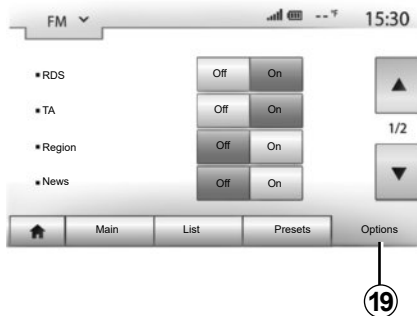 FM -- °F 15:30
RDS Off On
TA Off On
1/2
Region Off On
News Off On
Main List Presets Options
19